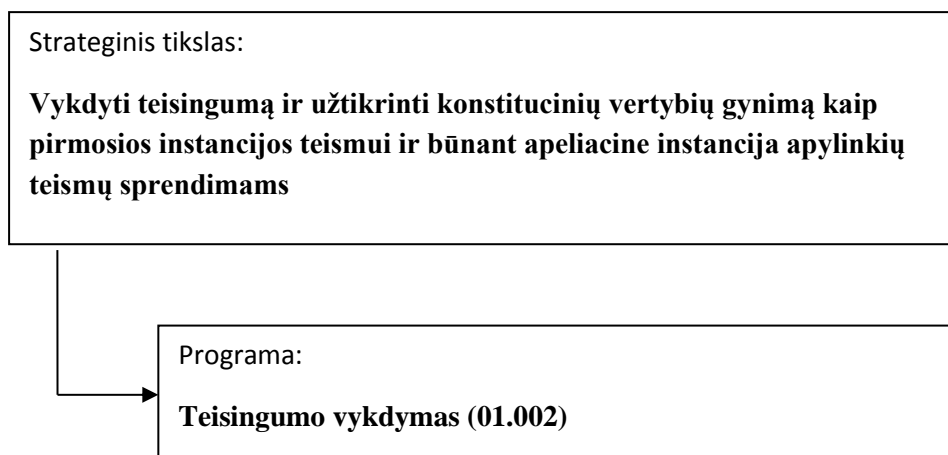 Strateginis tikslas:
Vykdyti teisingumą ir užtikrinti konstitucinių vertybių gynimą kaip
pirmosios instancijos teismui ir būnant apeliacine instancija apylinkių
teismų sprendimams
Programa:
Teisingumo vykdymas (01.002)